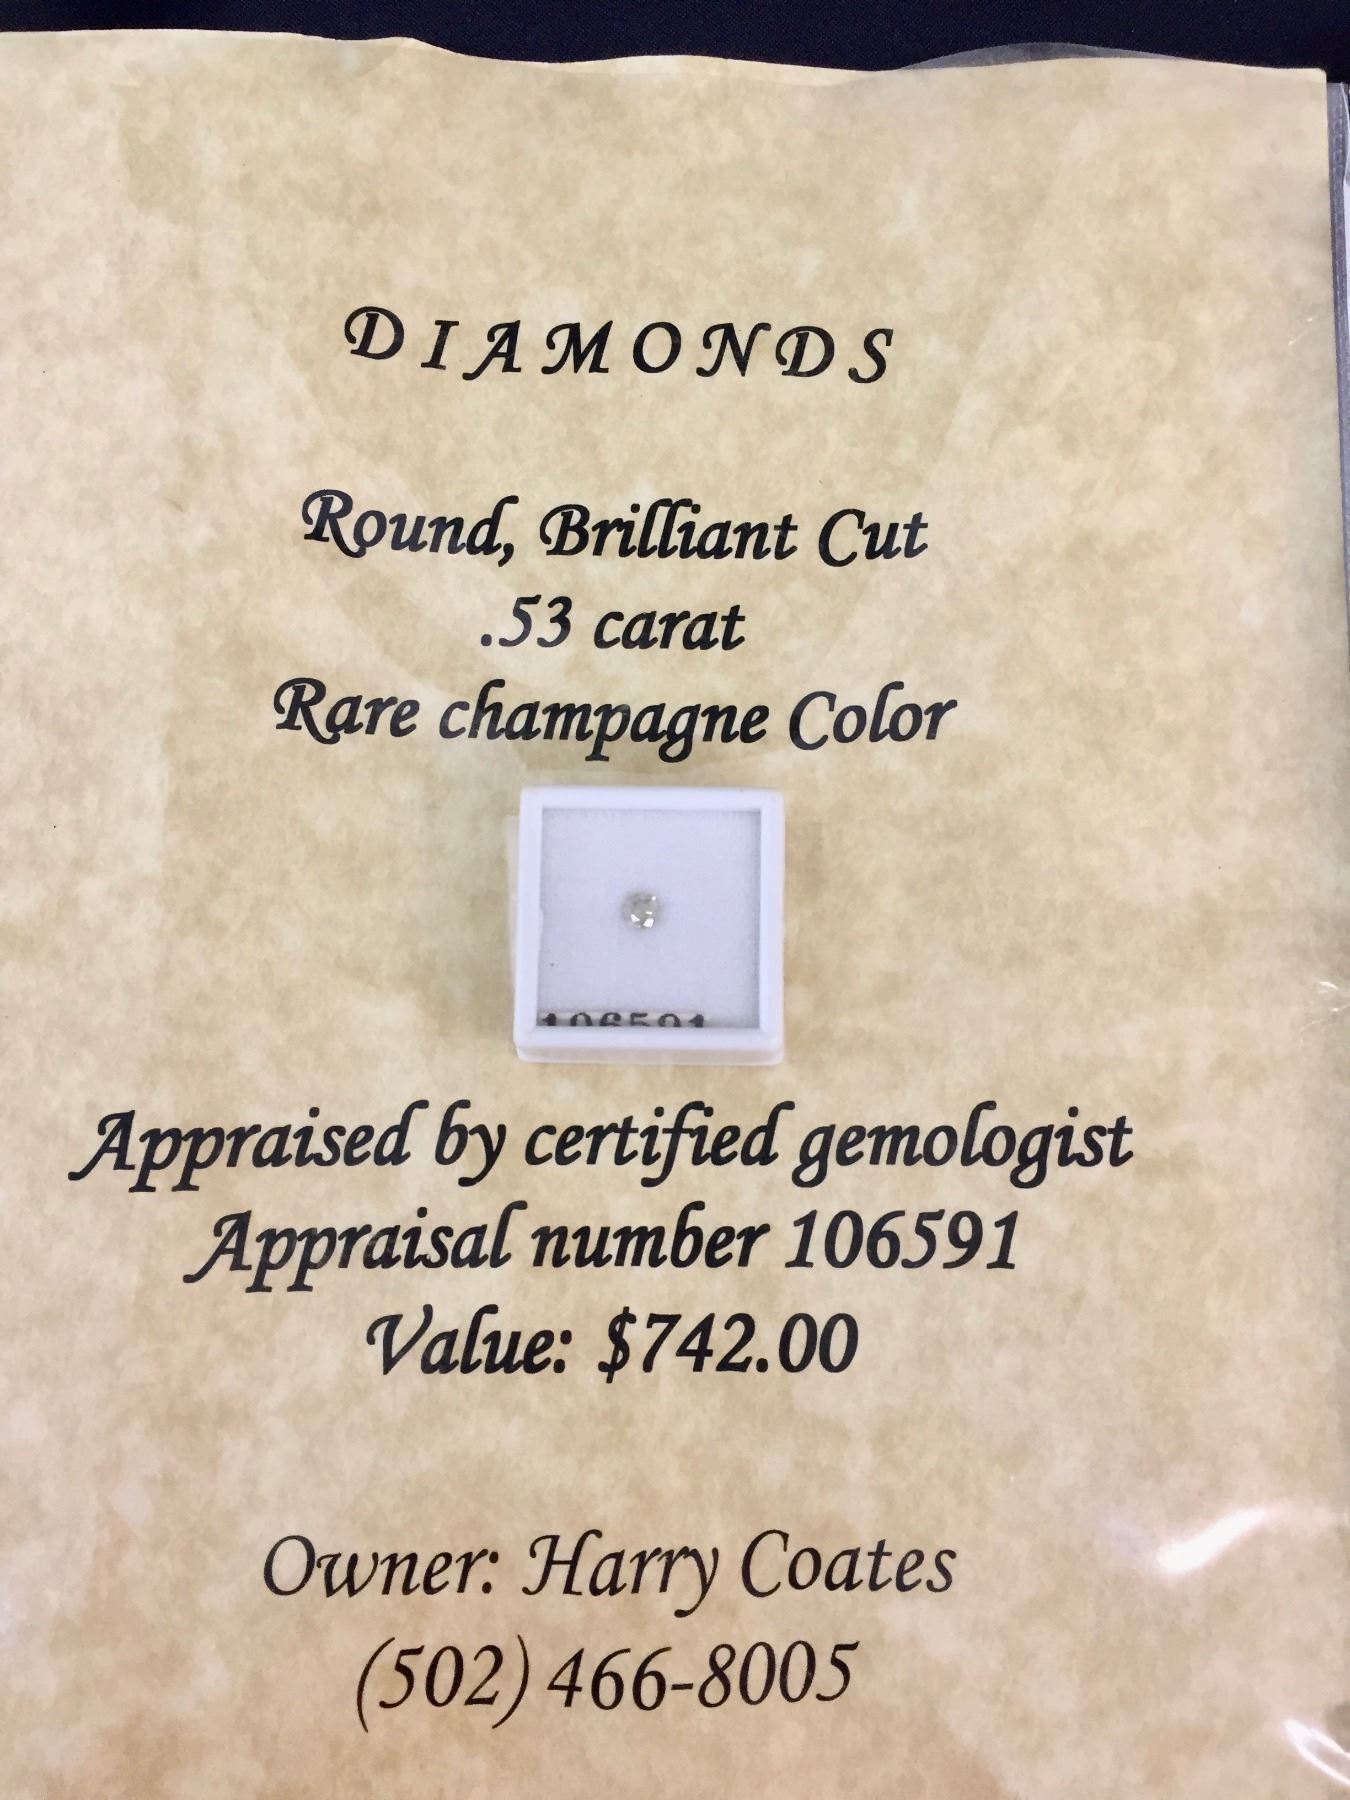 DIAMONDS
Round, Brilliant Cut
.53 carat
Rare champagne Color
106591
Appraised by certified gemologist
Appraisal number 106591
Value: $742.00
Owner: Harry Coates
(502) 466-8005